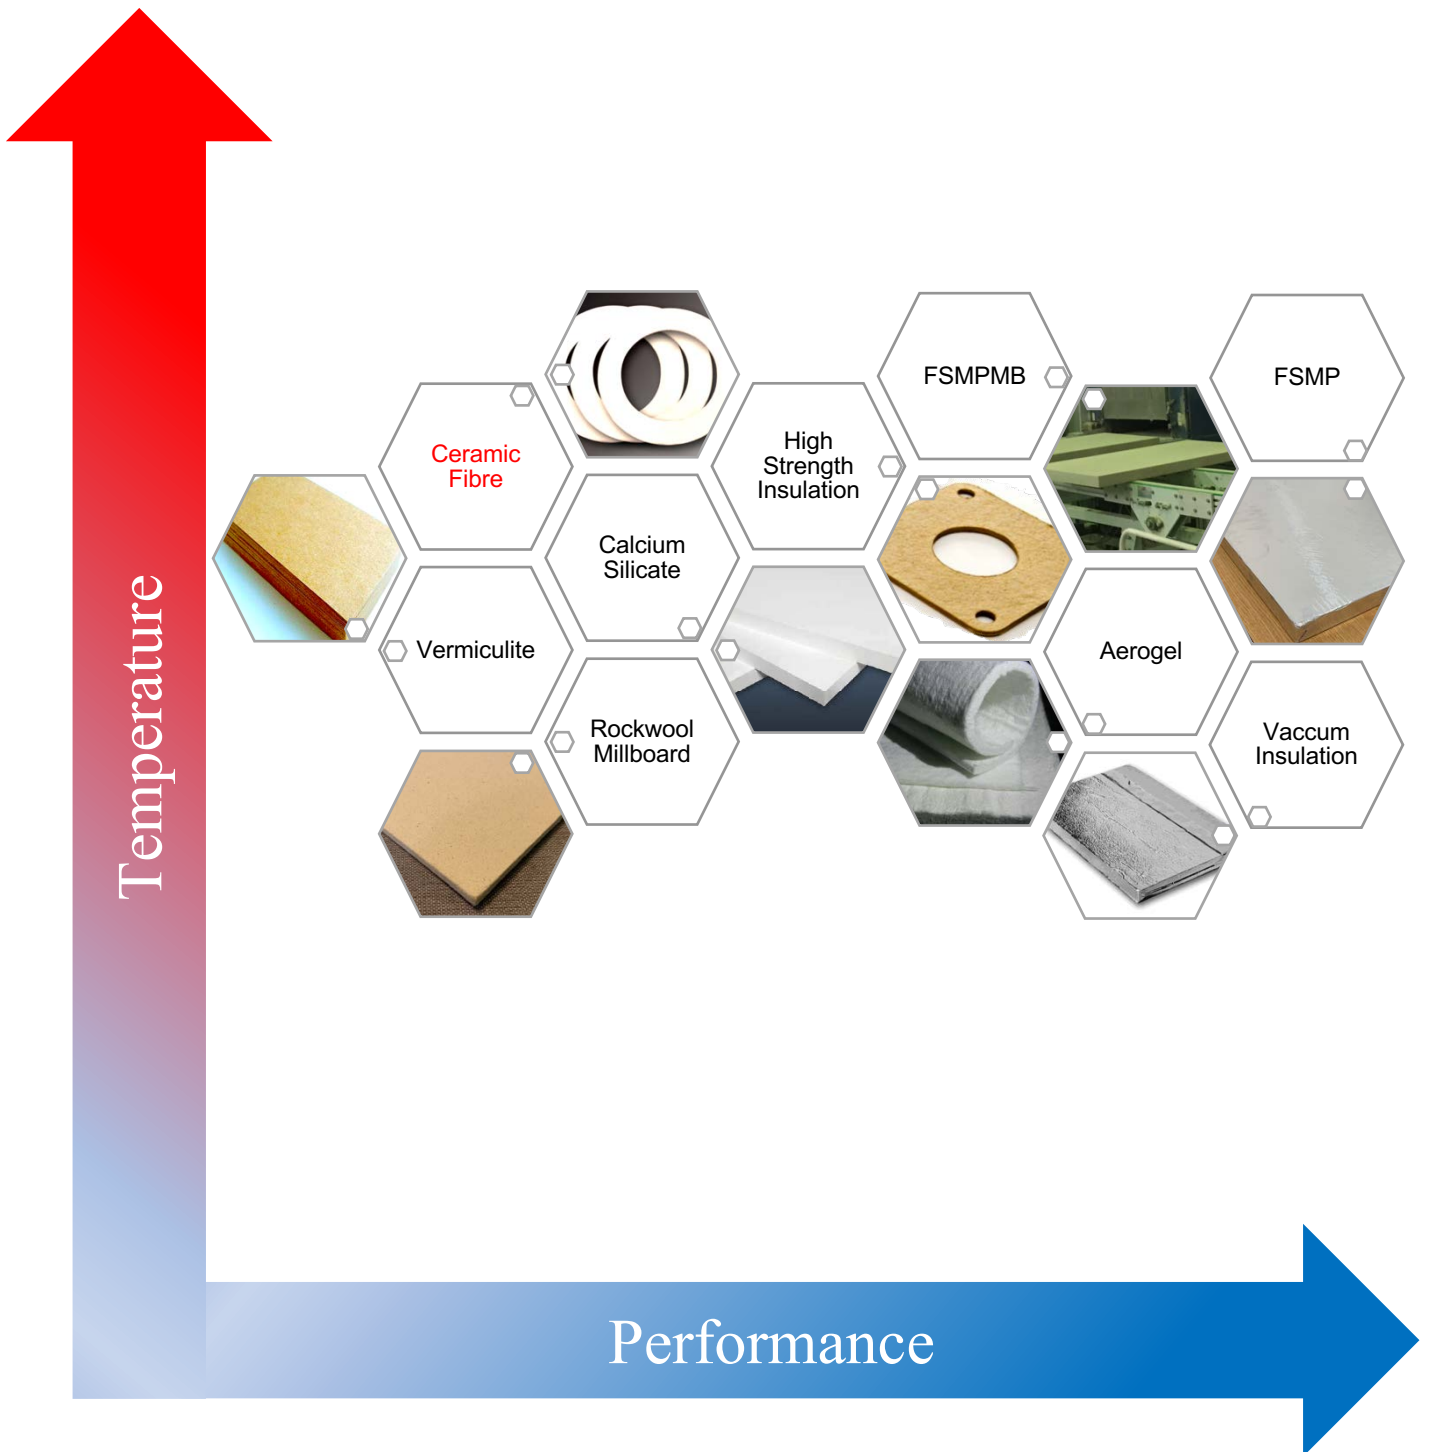 Temperature
FSMPMB
FSMP
Ceramic
Fibre
High
Strength
Insulation
Calcium
Silicate
Vermiculite
Aerogel
Rockwool
Millboard
Vaccum
Insulation
Performance